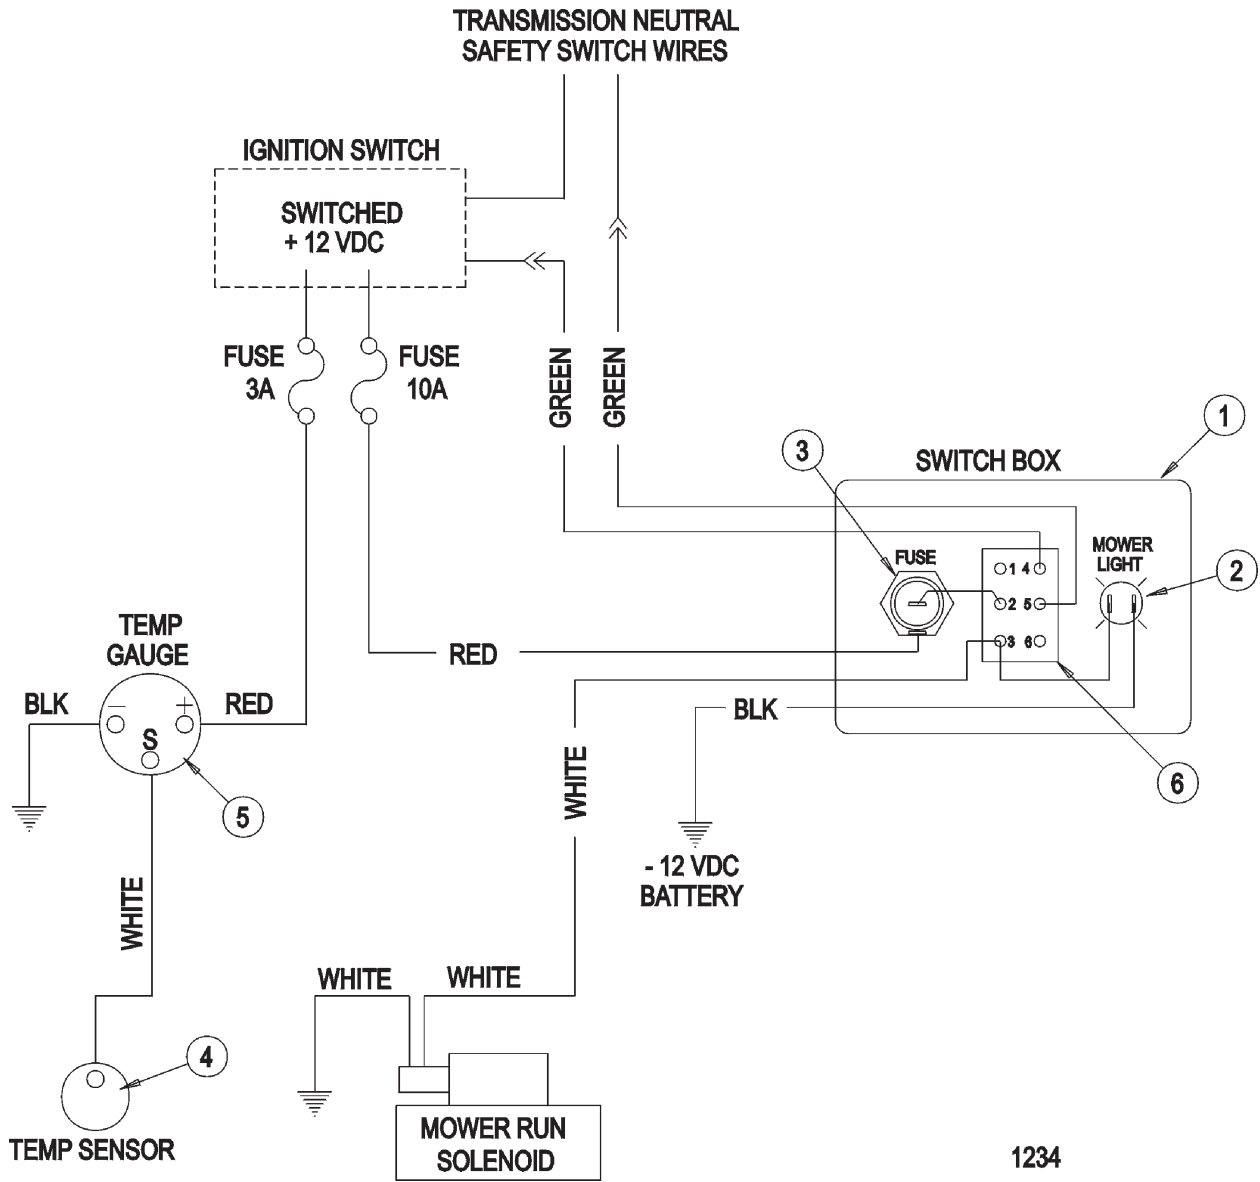 TRANSMISSION NEUTRAL
SAFETY SWITCH WIRES
IGNITION SWITCH
SWITCHED
+ 12 VDC
FUSE
3A
FUSE
10A
GREEN
GREEN
1
3
SWITCH BOX
FUSE
MOWER
LIGHT
2
1 4
2 5
3 6
TEMP
GAUGE
RED
BLK
RED
− +
S
BLK
WHITE
6
5
- 12 VDC
BATTERY
WHITE
WHITE
WHITE
4
TEMP SENSOR
MOWER RUN
SOLENOID
1234